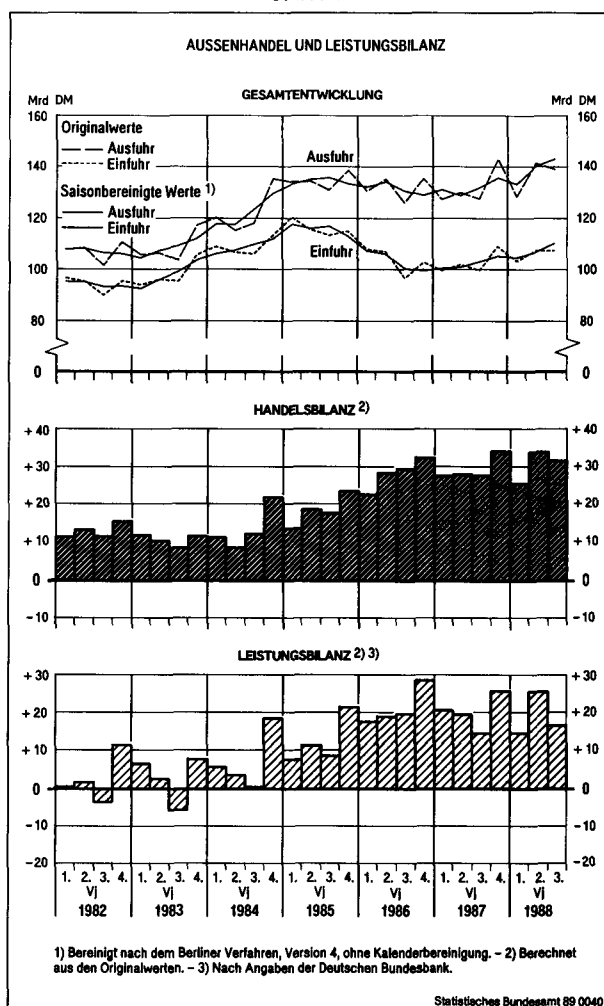 AUSSENHANDEL UND LEISTUNGSBILANZ
GESAMTENTWICKLUNG
Mrd DM Mrd DM
160 160
Originalwerte
Ausfuhr
Einfuhr
Ausfuhr
140 140
Saisonbereinigte Werte 1)
Ausfuhr
Einfuhr
120 120
Einfuhr
100 100
80 80
0 0
HANDELSBILANZ 2)
+ 40 + 40
+ 30 + 30
+ 20 + 20
+ 10 + 10
0 0
– 10 – 10
LEISTUNGSBILANZ 2) 3)
+ 30 + 30
+ 20 + 20
+ 10 + 10
0 0
– 10 – 10
– 20 – 20
1. 2. 3. 4. 1. 2. 3. 4. 1. 2. 3. 4. 1. 2. 3. 4. 1. 2. 3. 4. 1. 2. 3. 4. 1. 2. 3.
Vj Vj Vj Vj Vj Vj Vj
1982 1983 1984 1985 1986 1987 1988
1) Bereinigt nach dem Berliner Verfahren, Version 4, ohne Kalenderbereinigung. – 2) Berechnet
aus den Originalwerten. – 3) Nach Angaben der Deutschen Bundesbank.
Statistisches Bundesamt 89 0040